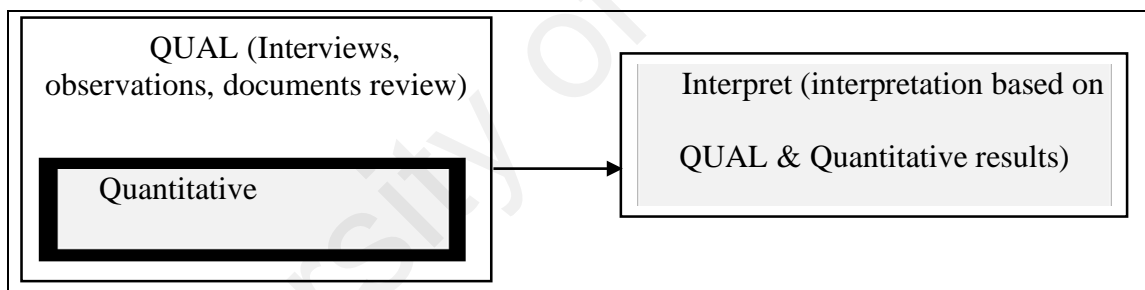 QUAL (Interviews,
observations, documents review)
Quantitative
Interpret (interpretation based on
QUAL & Quantitative results)